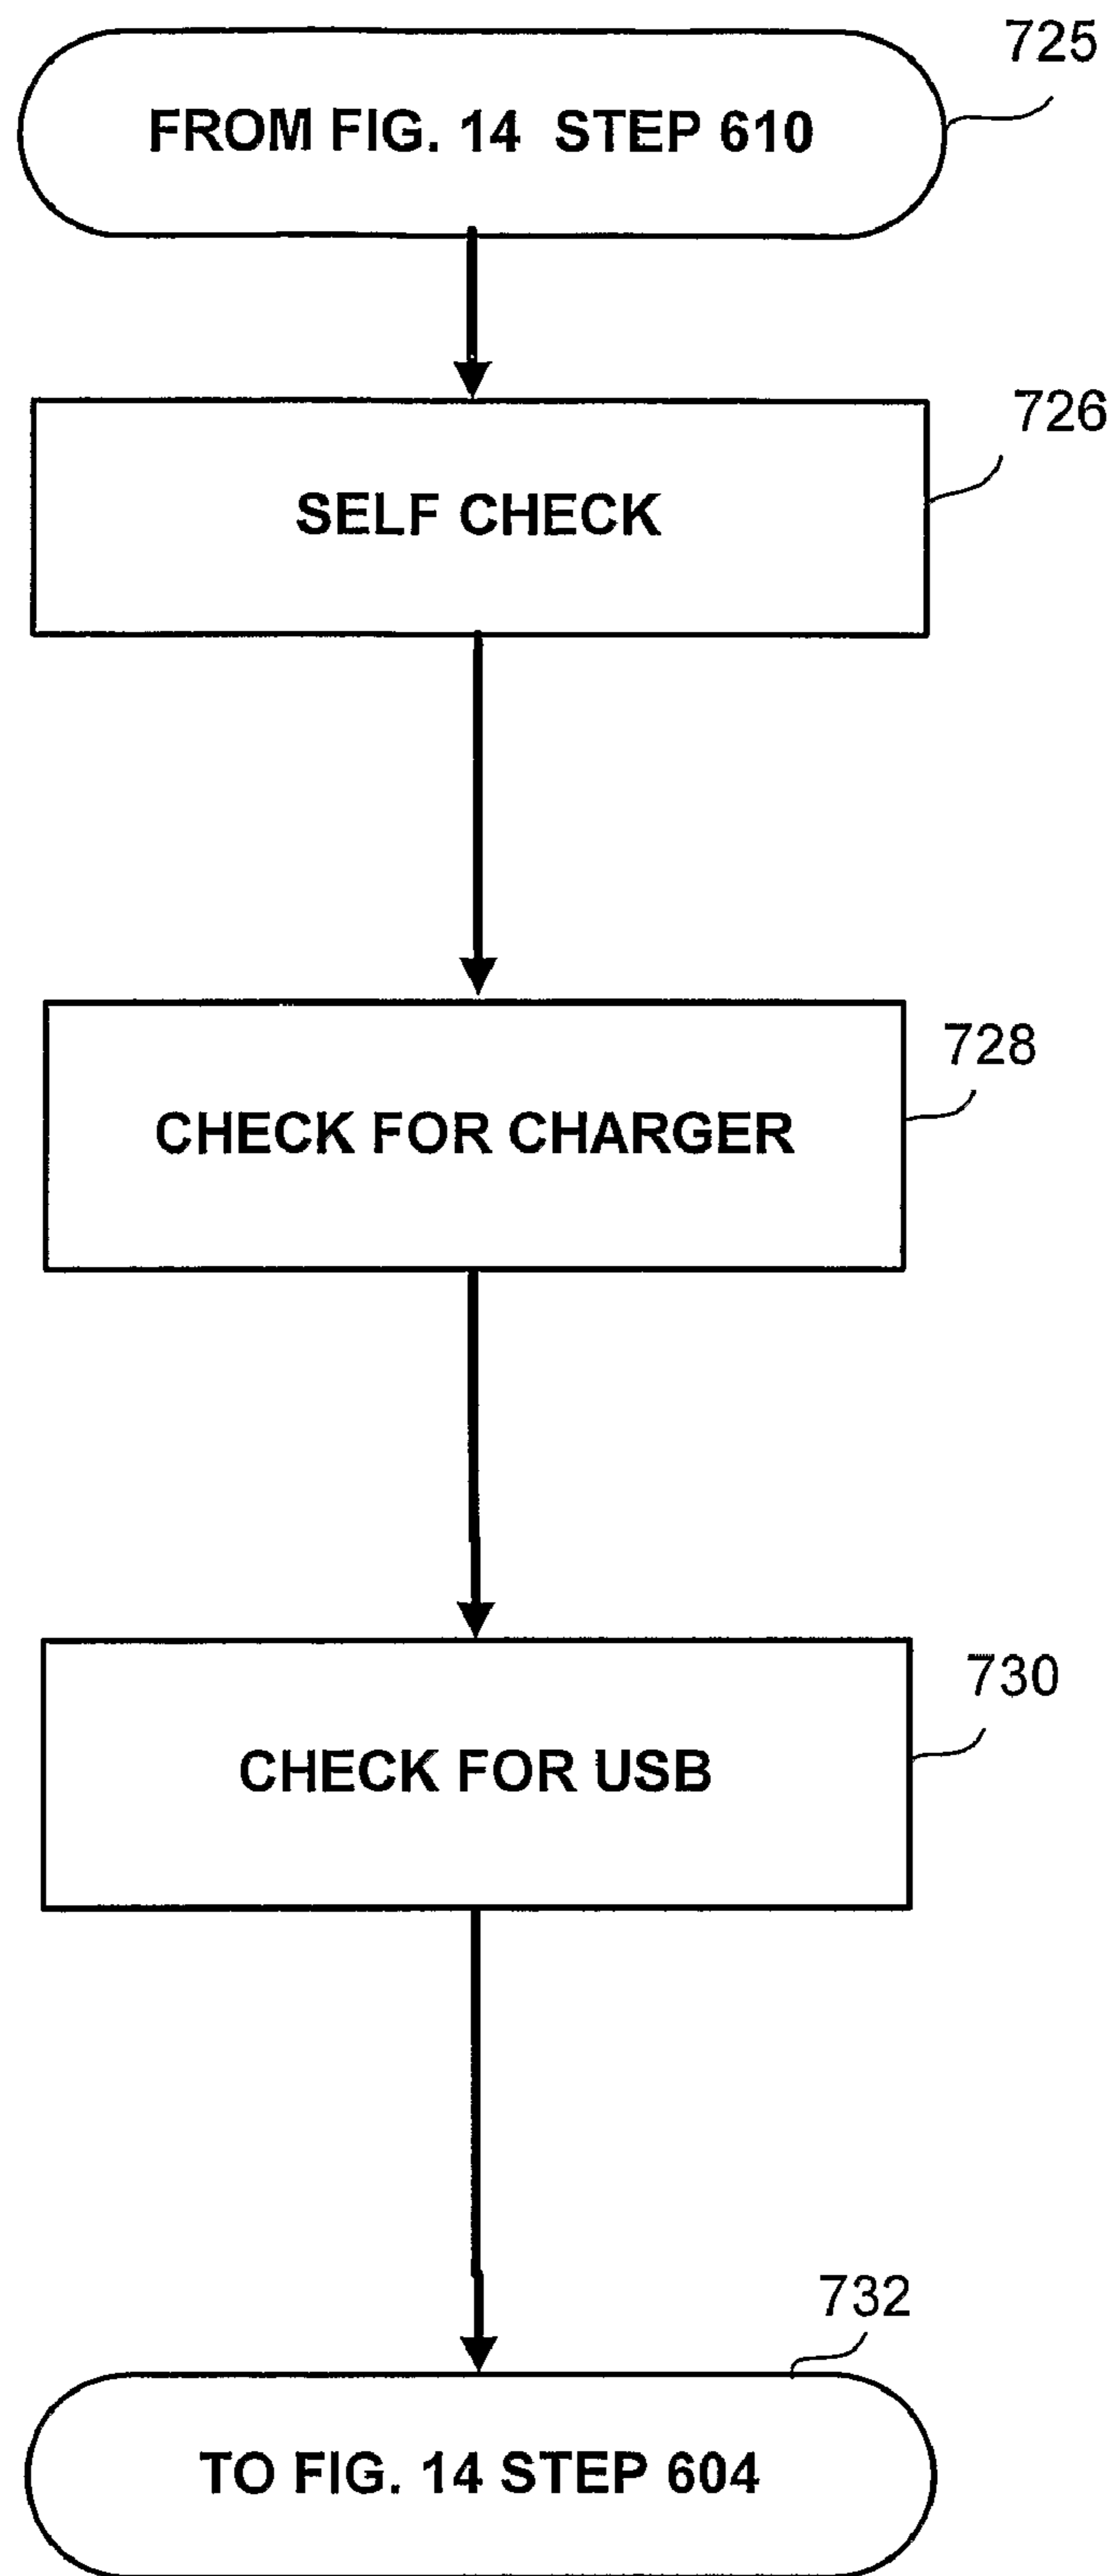 725
FROM FIG. 14 STEP 610
726
SELF CHECK
728
CHECK FOR CHARGER
730
CHECK FOR USB
732
TO FIG. 14 STEP 604